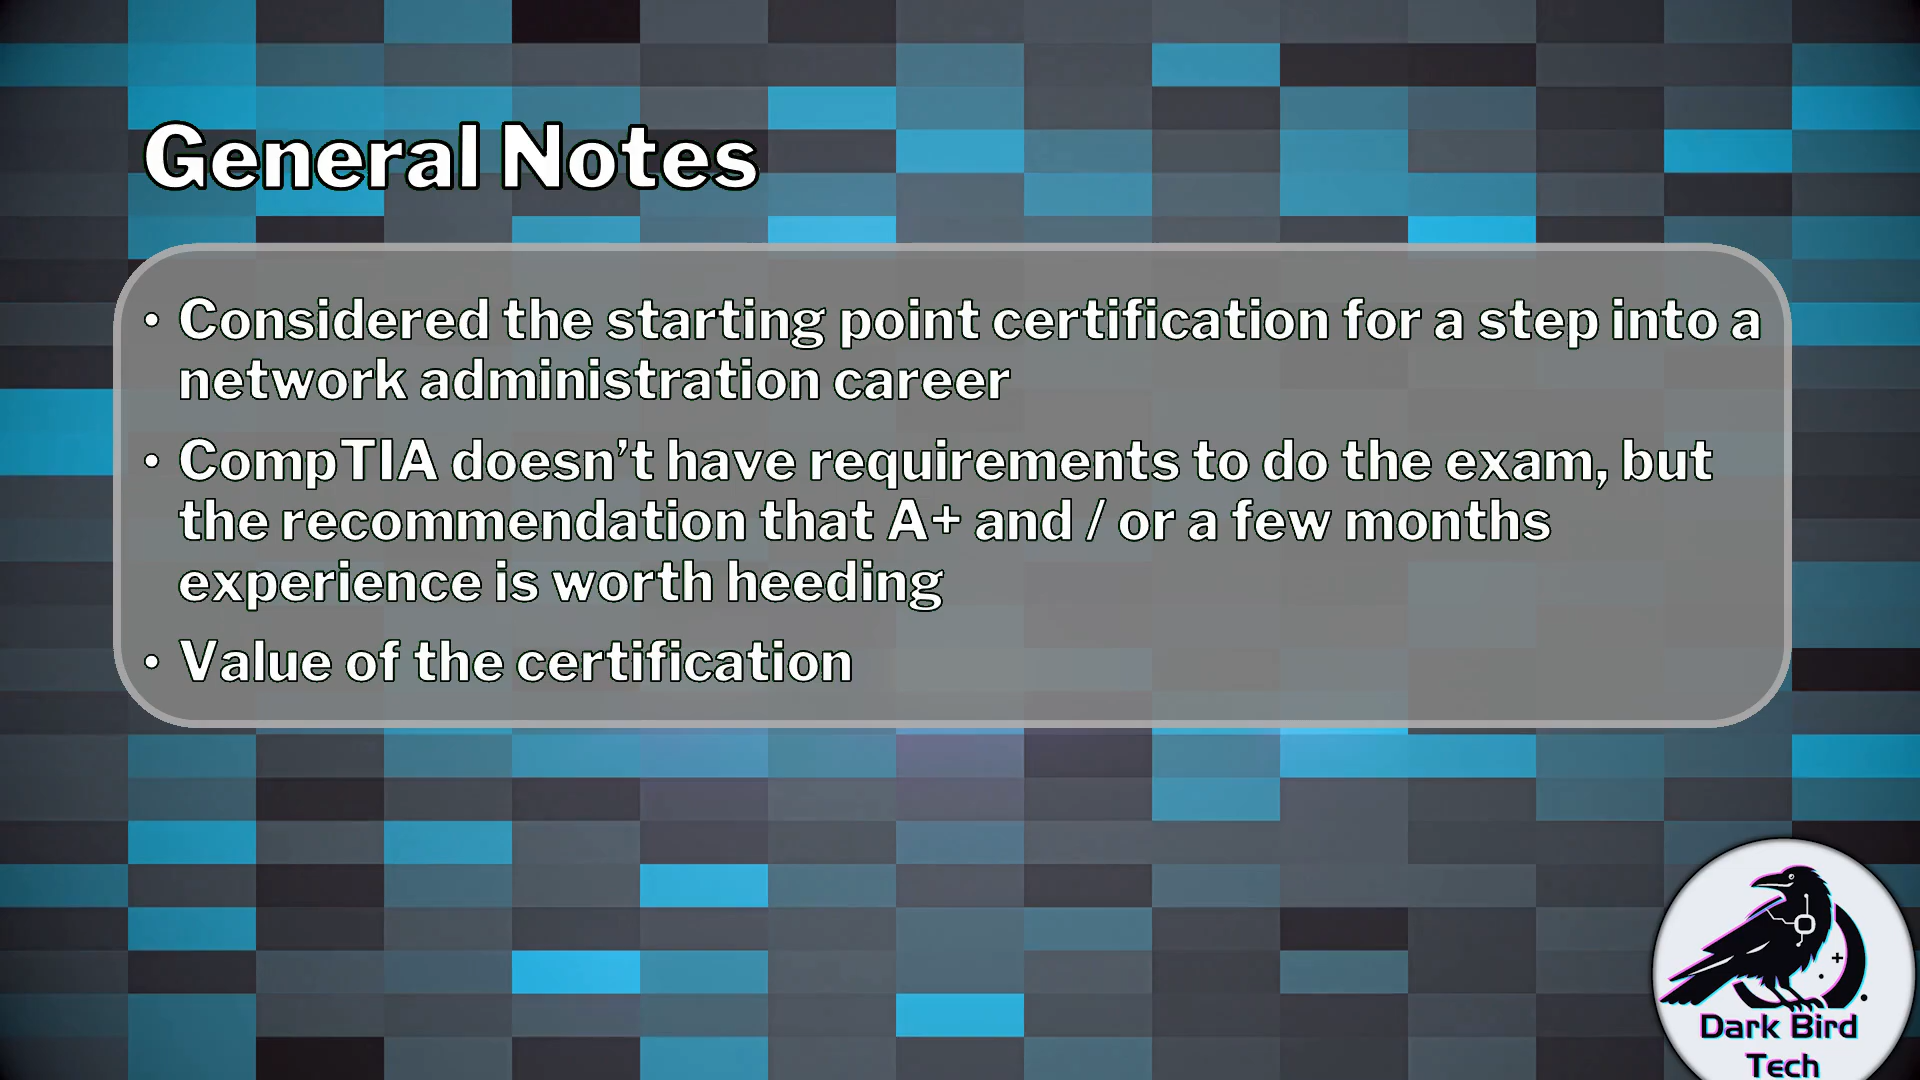 General Notes
• Considered the starting point certification for a step into a
network administration career
• CompTIA doesn’t have requirements to do the exam, but
the recommendation that A+ and / or a few months
experience is worth heeding
• Value of the certification
Dark Bird
Tech